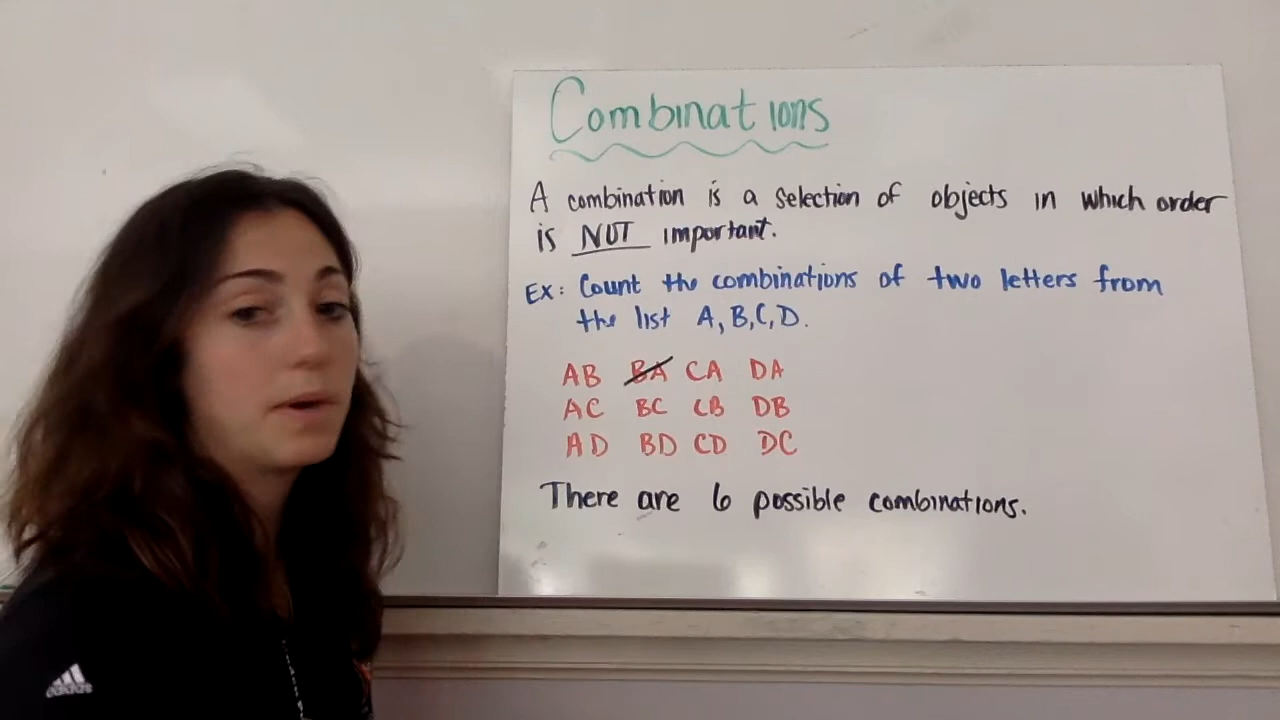 Combinations
A combination is a selection of objects in which order
is NOT important.
EX: Count the combinations of two letters from
the list A, B, C, D.
AB BA CA DA
AC BC CB DB
AD BD CD DC
There are 6 possible combinations.
adidas